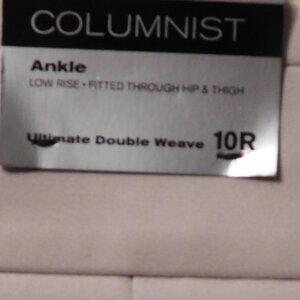 COLUMNIST
Ankle
LOW RISE • FITTED THROUGH HIP & THIGH
Ultimate Double Weave 10R